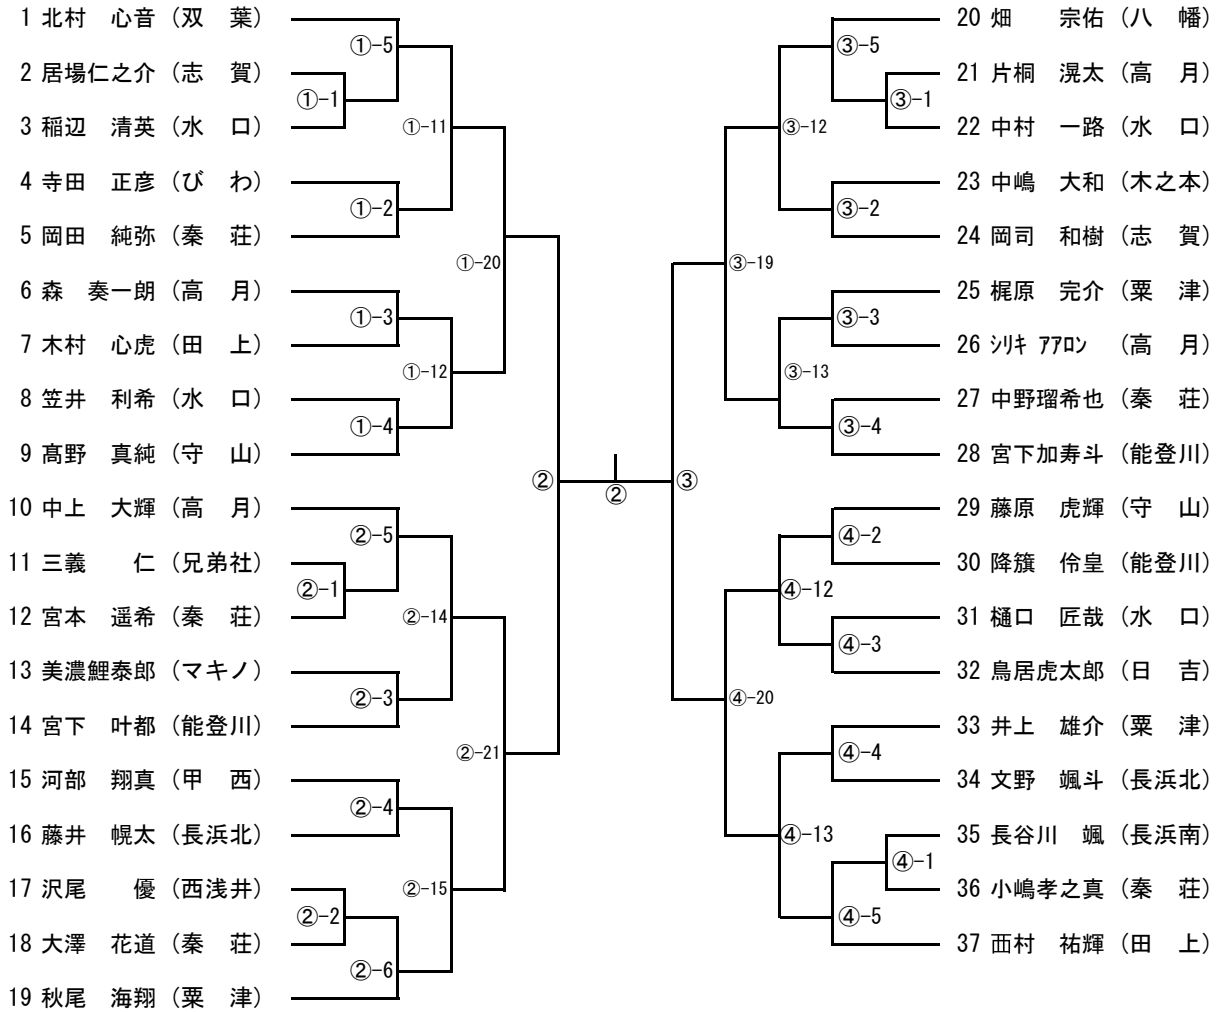 1 北村　心音（双　葉）
①-5
2 居場仁之介（志　賀）
①-1
3 稲辺　清英（水　口）
①-11
4 寺田　正彦（び　わ）
①-2
5 岡田　純弥（秦　荘）
①-20
6 森　奏一朗（高　月）
①-3
7 木村　心虎（田　上）
①-12
8 笠井　利希（水　口）
①-4
9 髙野　真純（守　山）
②
10 中上　大輝（高　月）
②-5
11 三義　　仁（兄弟社）
②-1
12 宮本　遥希（秦　荘）
②-14
13 美濃鯉泰郎（マキノ）
②-3
14 宮下　叶都（能登川）
②-21
15 河部　翔真（甲　西）
②-4
16 藤井　幌太（長浜北）
②-15
17 沢尾　　優（西浅井）
②-2
18 大澤　花道（秦　荘）
②-6
19 秋尾　海翔（粟　津）
②
20 畑　　宗佑（八　幡）
③-5
21 片桐　滉太（高　月）
③-1
22 中村　一路（水　口）
③-12
23 中嶋　大和（木之本）
③-2
24 岡司　和樹（志　賀）
③-19
25 梶原　完介（粟　津）
③-3
26 ｼﾘｷ ｱｱﾛﾝ　（高　月）
③-13
27 中野瑠希也（秦　荘）
③-4
28 宮下加寿斗（能登川）
③
29 藤原　虎輝（守　山）
④-2
30 降籏　伶皇（能登川）
④-12
31 樋口　匠哉（水　口）
④-3
32 鳥居虎太郎（日　吉）
④-20
33 井上　雄介（粟　津）
④-4
34 文野　颯斗（長浜北）
④-13
35 長谷川　颯（長浜南）
④-1
36 小嶋孝之真（秦　荘）
④-5
37 西村　祐輝（田　上）